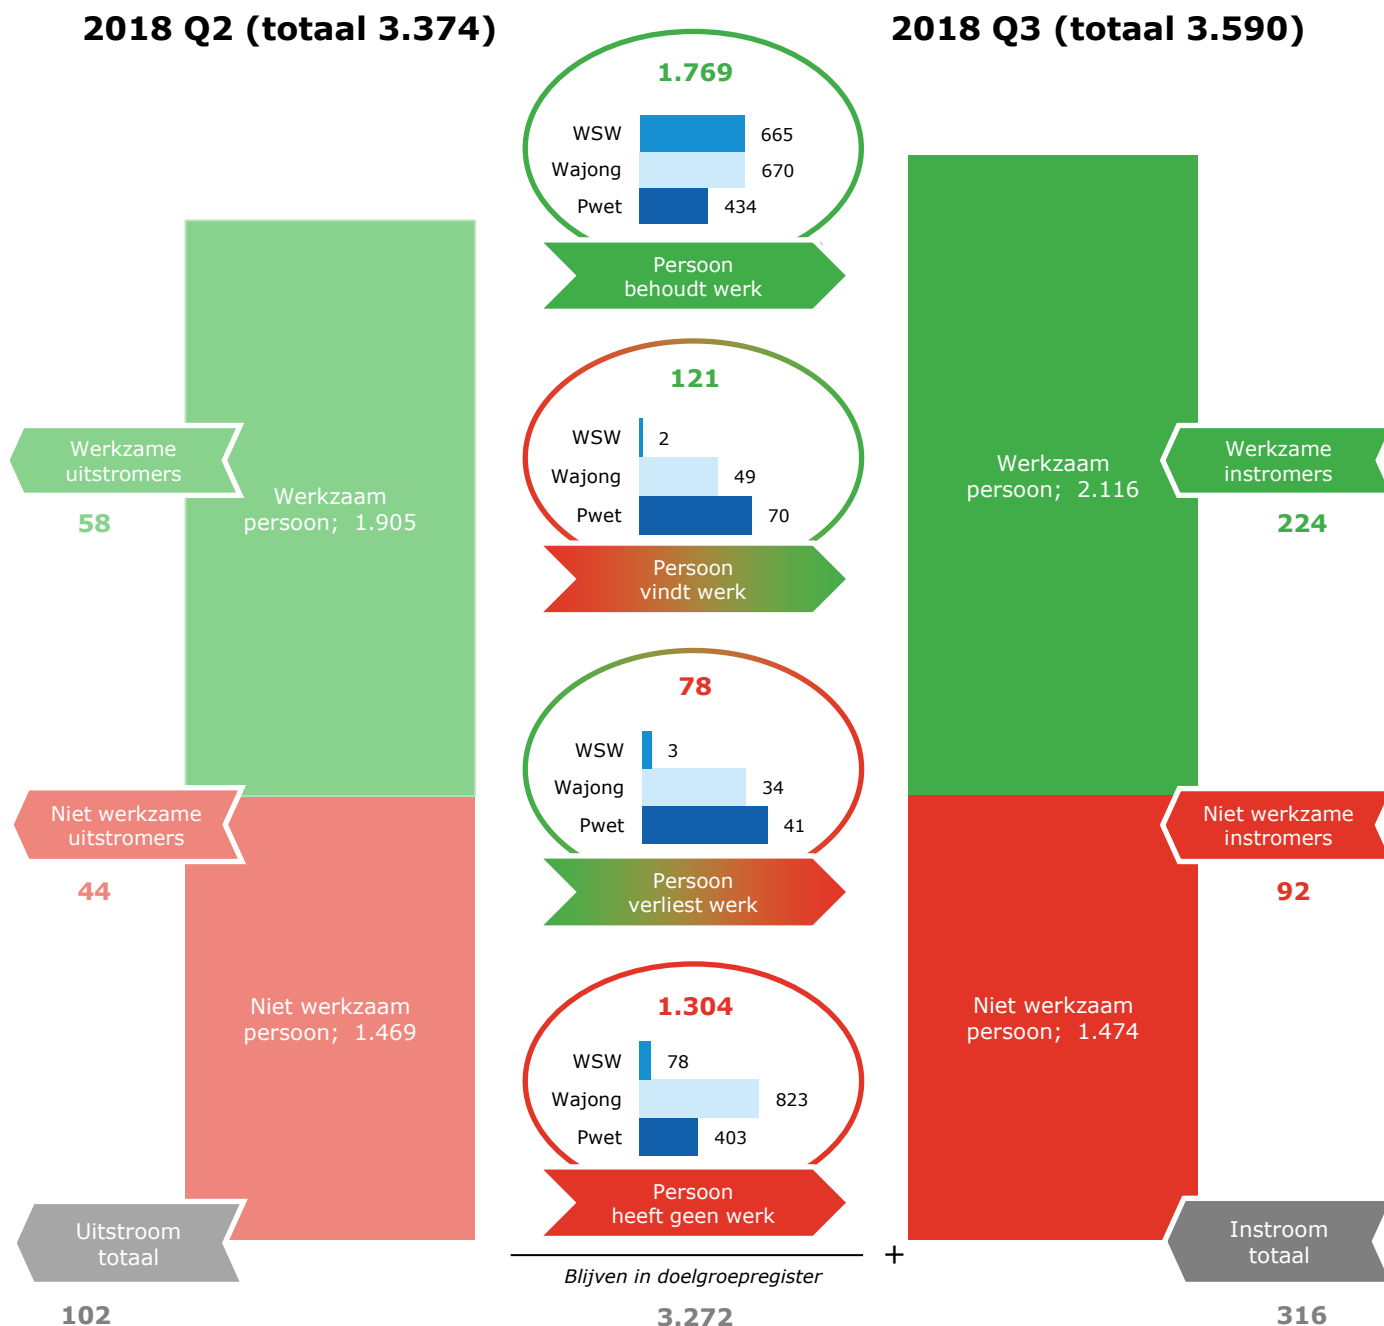 2018 Q2 (totaal 3.374)
2018 Q3 (totaal 3.590)
1.769
WSW 665
Wajong 670
Pwet 434
Persoon
behoudt werk
121
WSW 2
Wajong 49
Pwet 70
Persoon
vindt werk
78
WSW 3
Wajong 34
Pwet 41
Persoon
verliest werk
1.304
WSW 78
Wajong 823
Pwet 403
Persoon
heeft geen werk
Blijven in doelgroepregister
3.272
+
Werkzame
uitstromers
58
Werkzaam
persoon; 1.905
Niet werkzame
uitstromers
44
Niet werkzaam
persoon; 1.469
Uitstroom
totaal
102
Werkzaam
persoon; 2.116
Werkzame
instromers
224
Niet werkzame
instromers
92
Niet werkzaam
persoon; 1.474
Instroom
totaal
316